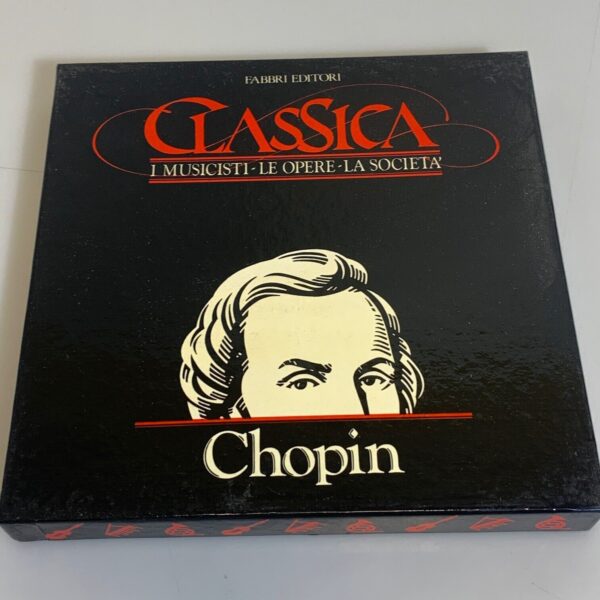 FABBRI EDITORI
CLASSICA
I MUSICISTI-LE OPERE-LA SOCIETA'
Chopin